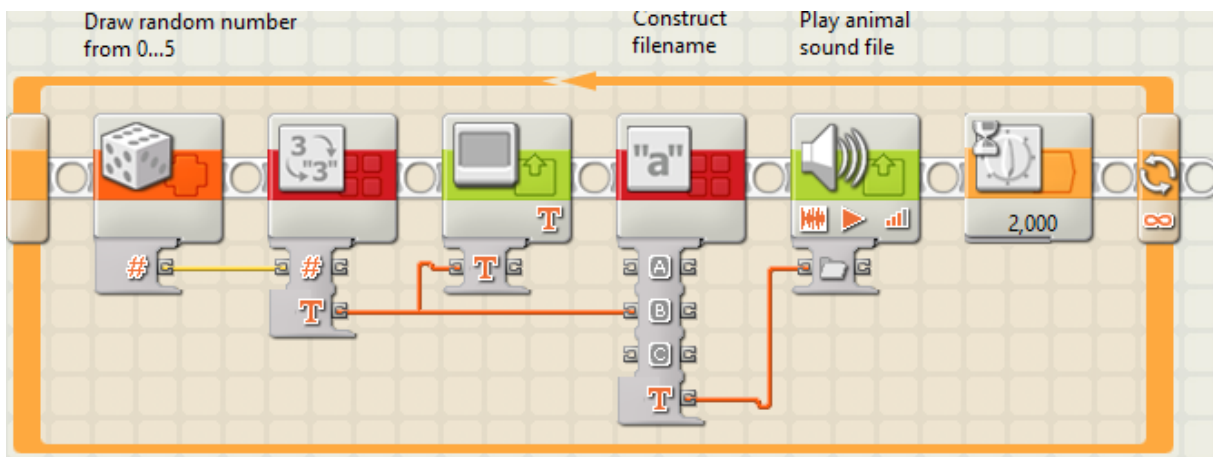 Draw random number
from 0...5
Construct
filename
Play animal
sound file
3
"3"
"a"
T
2,000
#
#
T
A
T
B
C
T